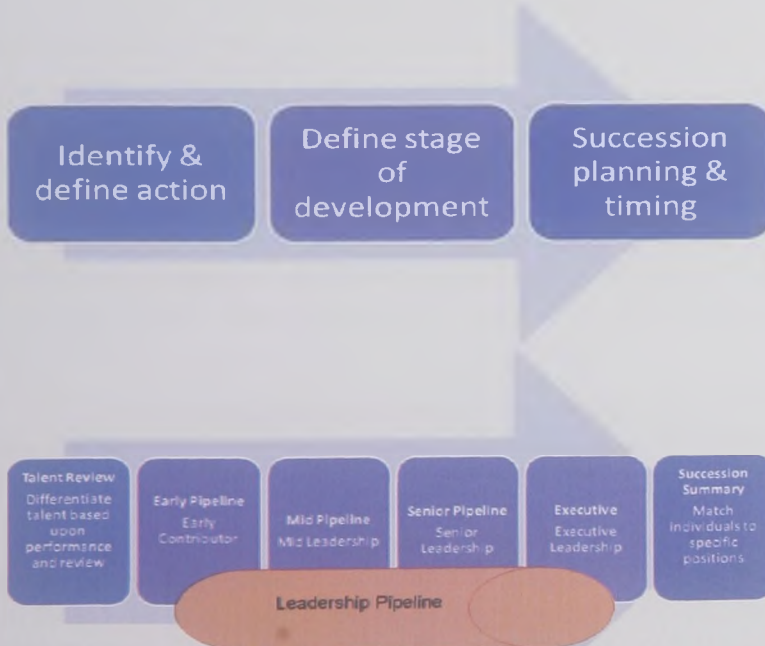 Identify &
define action
Define stage
of
development
Succession
planning &
timing
Talent Review
Differentiate
talent based
upon
performance
and review
Early Pipeline
Early
Contributor
Mid Pipeline
Mid Leadership
Senior Pipeline
Senior
Leadership
Executive
Executive
Leadership
Succession
Summary
Match
individuals to
specific
positions
Leadership Pipeline